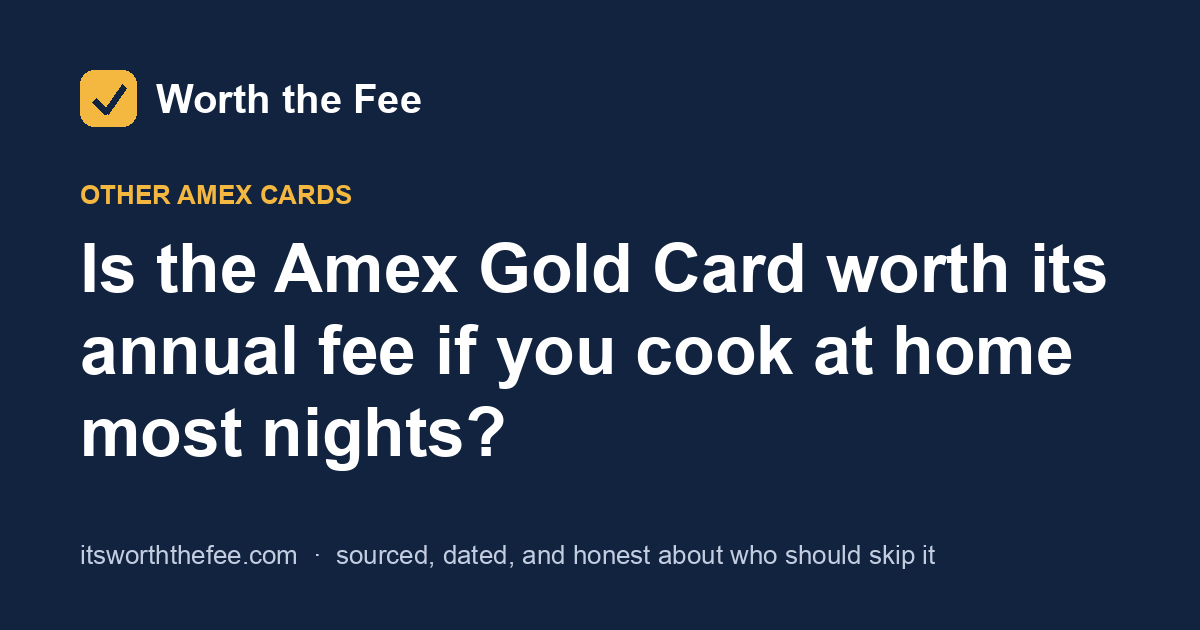 Worth the Fee
OTHER AMEX CARDS
Is the Amex Gold Card worth its
annual fee if you cook at home
most nights?
itsworththefee.com · sourced, dated, and honest about who should skip it